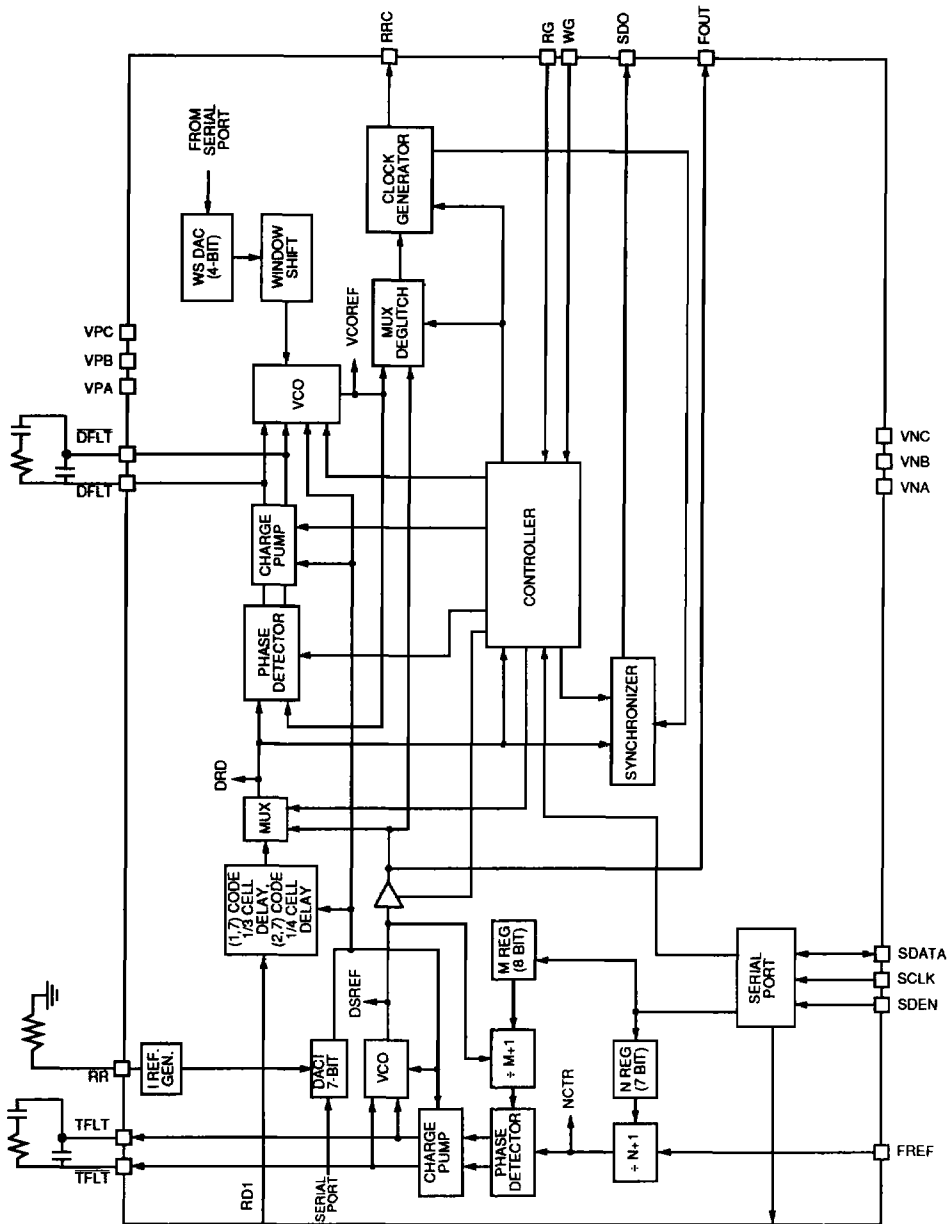 RRC
RG
WG
SDO
FOUT
FROM
SERIAL
PORT
WS DAC
(4-BIT)
WINDOW
SHIFT
CLOCK
GENERATOR
MUX
DEGLITCH
VCOREF
VCO
VPC
VPB
VPA
DFLT
DFLT
CHARGE
PUMP
PHASE
DETECTOR
CONTROLLER
VNC
VNB
VNA
SYNCHRONIZER
DRD
MUX
(1,7) CODE
1/3 CELL
DELAY,
(2,7) CODE
1/4 CELL
DELAY
DSREF
M REG
(8 BIT)
SERIAL
PORT
SDATA
SCLK
SDEN
RR
I REF.
GEN.
DACI
7-BIT
VCO
÷ M+1
N REG
(7 BIT)
NCTR
÷ N+1
FREF
TFLT
TFLT
CHARGE
PUMP
PHASE
DETECTOR
RD1
SERIAL
PORT